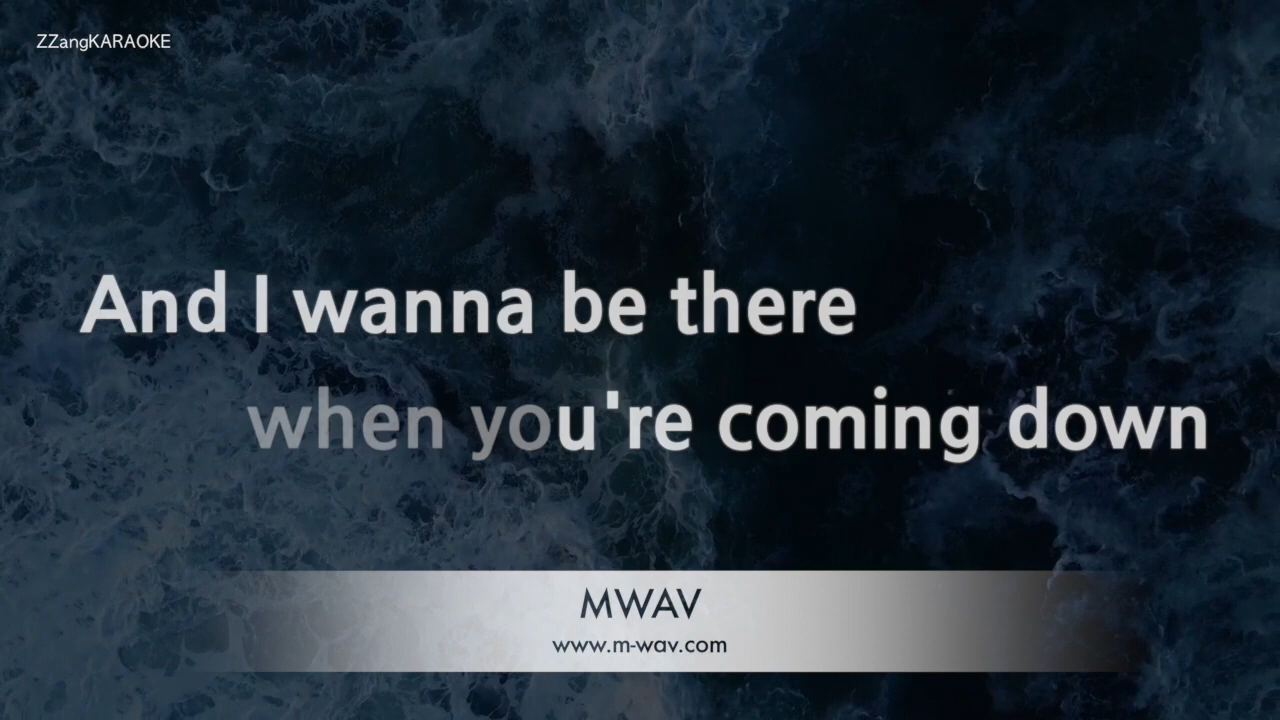 ZZangKARAOKE
And I wanna be there
when you're coming down
MWAV
www.m-wav.com